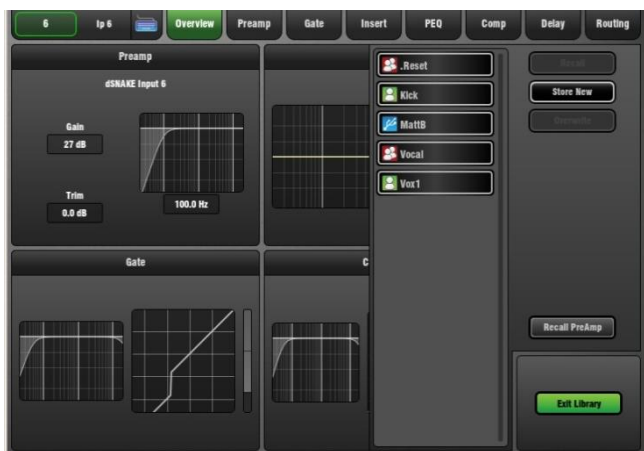 6 Ip 6 Overview Preamp Gate Insert PEQ Comp Delay Routing
Preamp
dSNAKE Input 6
Gain
27 dB
Trim
0.0 dB
100.0 Hz
Gate
C
.Reset
Kick
MattB
Vocal
Vox1
Recall
Store New
Overwrite
Recall PreAmp
Exit Library